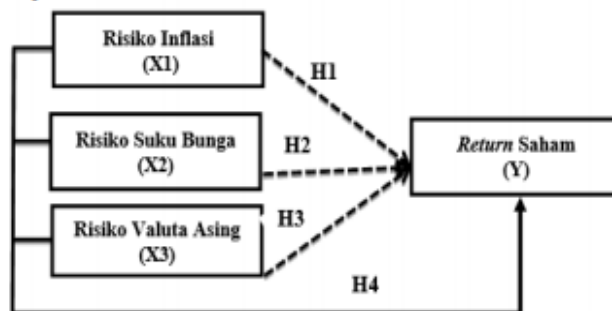 Risiko Inflasi
(X1)
H1
Risiko Suku Bunga
(X2)
H2
Return Saham
(Y)
Risiko Valuta Asing
(X3)
H3
H4